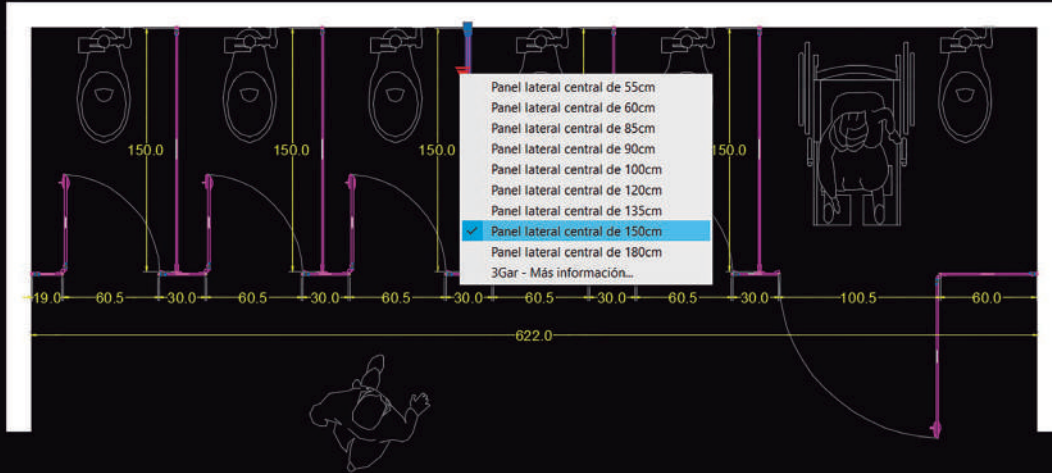 Panel lateral central de 55cm
Panel lateral central de 60cm
Panel lateral central de 85cm
Panel lateral central de 90cm
Panel lateral central de 100cm
Panel lateral central de 120cm
Panel lateral central de 135cm
Panel lateral central de 150cm
Panel lateral central de 180cm
3Gar - Más información...
150.0 150.0 150.0 150.0
19.0 60.5 30.0 60.5 30.0 60.5 30.0 60.5 30.0 60.5 30.0 100.5 60.0
622.0